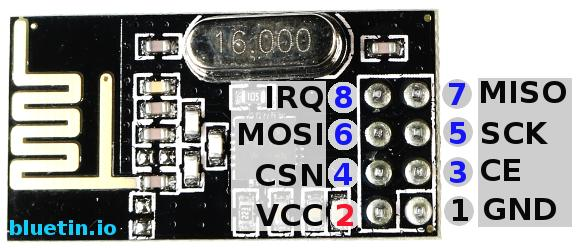 16.000
IRQ 8 7 MISO
MOSI 6 5 SCK
CSN 4 3 CE
VCC 2 1 GND
bluetin.io